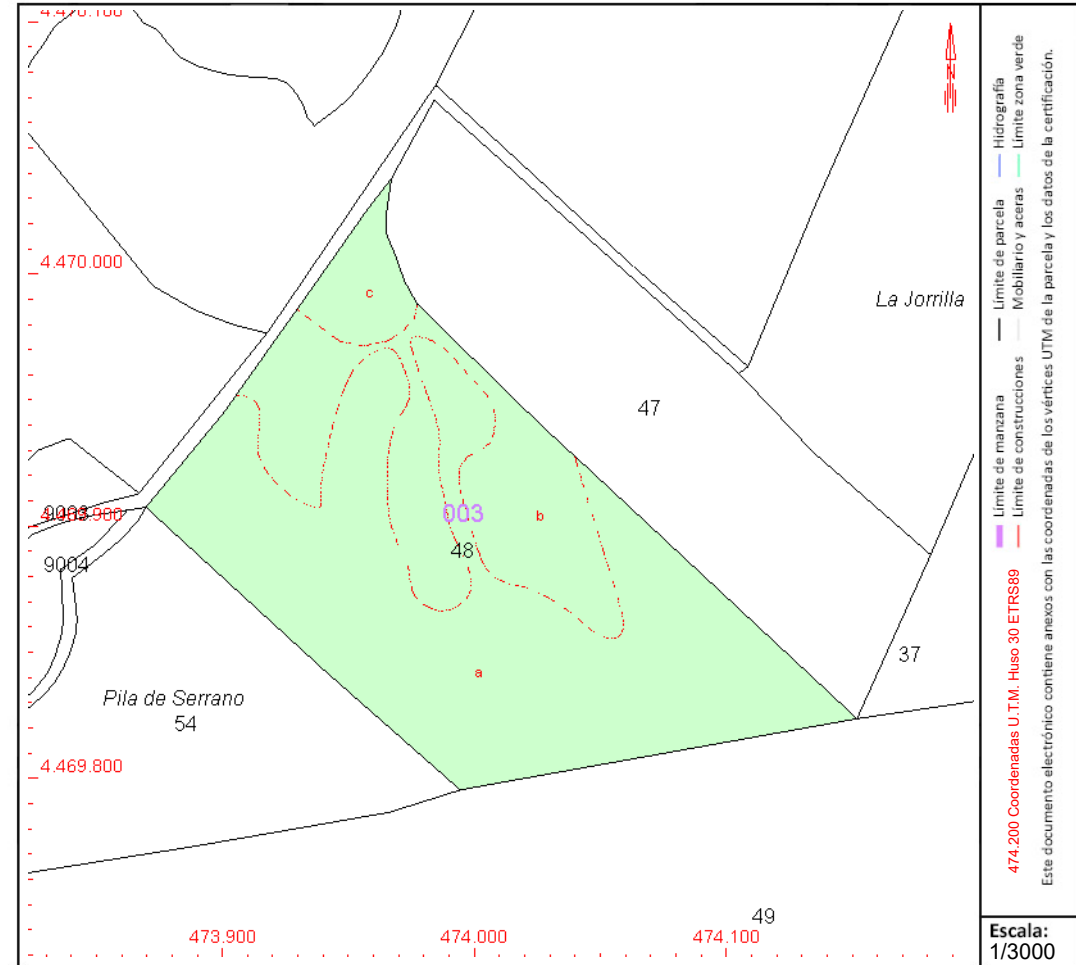 4.470.100
N
4.470.000
c
La Jorrilla
47
003
b
48
9004
37
a
Pila de Serrano
54
4.469.800
49
473.900
474.000
474.100
Límite de manzana
Límite de parcela
Hidrografía
Límite de construcciones
Mobiliario y aceras
Límite zona verde
474.200 Coordenadas U.T.M. Huso 30 ETRS89
Este documento electrónico contiene anexos con las coordenadas de los vértices UTM de la parcela y los datos de la certificación.
Escala:
1/3000